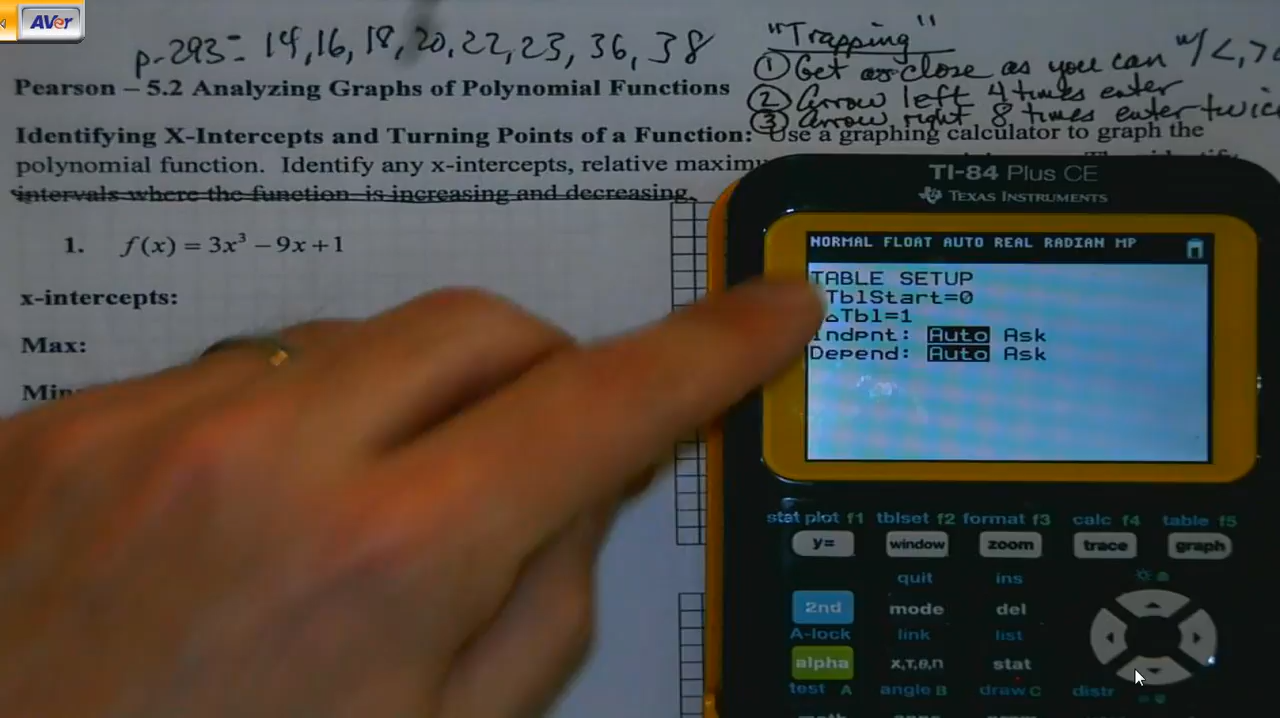 AVer
p. 293 = 14, 16, 18, 20, 22, 23, 36, 38
"Trapping"
① Get as close as you can w/ <, >
② Arrow left 4 times enter
③ Arrow right 8 times enter
Pearson – 5.2 Analyzing Graphs of Polynomial Functions
Identifying X-Intercepts and Turning Points of a Function: Use a graphing calculator to graph the
polynomial function. Identify any x-intercepts, relative
intervals where the function is increasing and decreasing.
1. f(x) = 3x³ – 9x + 1
x-intercepts:
Max:
TI-84 Plus CE
TEXAS INSTRUMENTS
NORMAL FLOAT AUTO REAL RADIAN MP
TABLE SETUP
TblStart=0
△Tbl=1
Indpnt: Auto Ask
Depend: Auto Ask
stat plot f1 tblset f2 format f3 calc f4 table f5
y= window zoom trace graph
quit ins
2nd mode del
A-lock link list
alpha x,T,θ,n stat
test A angle B draw C distr